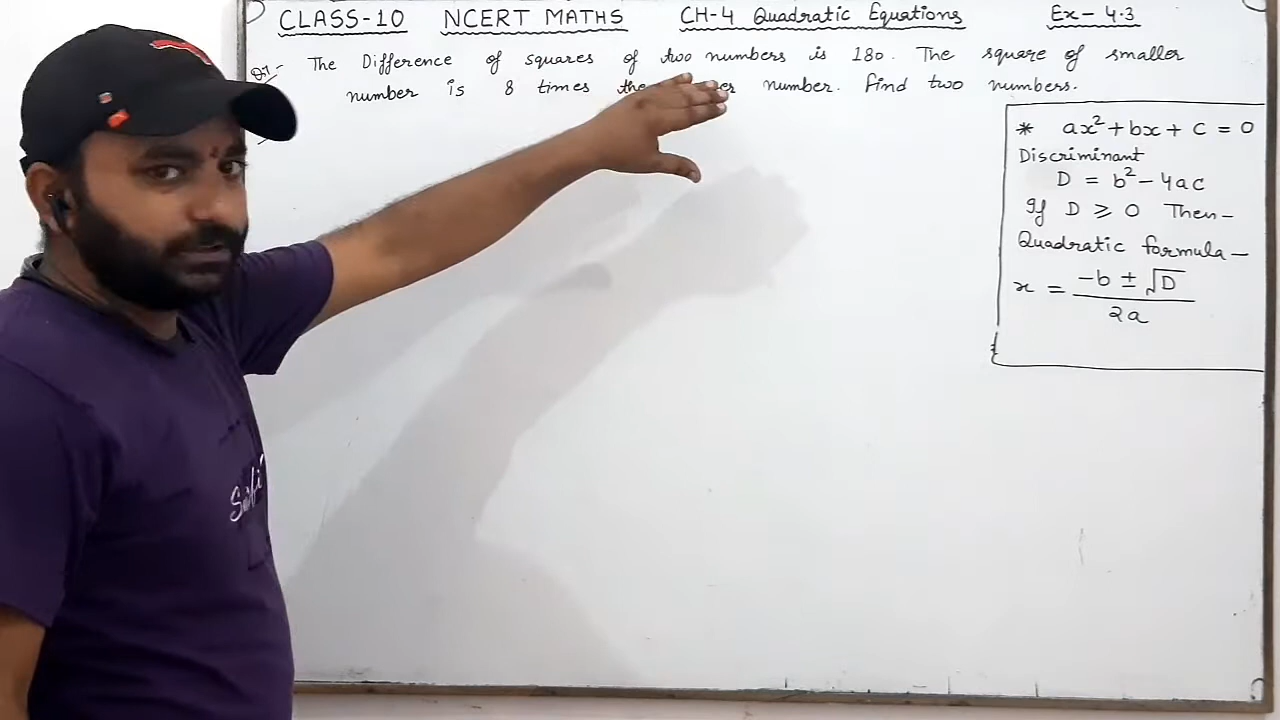 CLASS-10 NCERT MATHS CH-4 Quadratic Equations Ex-4.3
The Difference of squares of two numbers is 180. The square of smaller
number is 8 times the number. Find two numbers.
* ax²+bx+c=0
Discriminant
D = b²-4ac
If D ≥ 0 Then-
Quadratic formula-
x = -b ± √D
2a